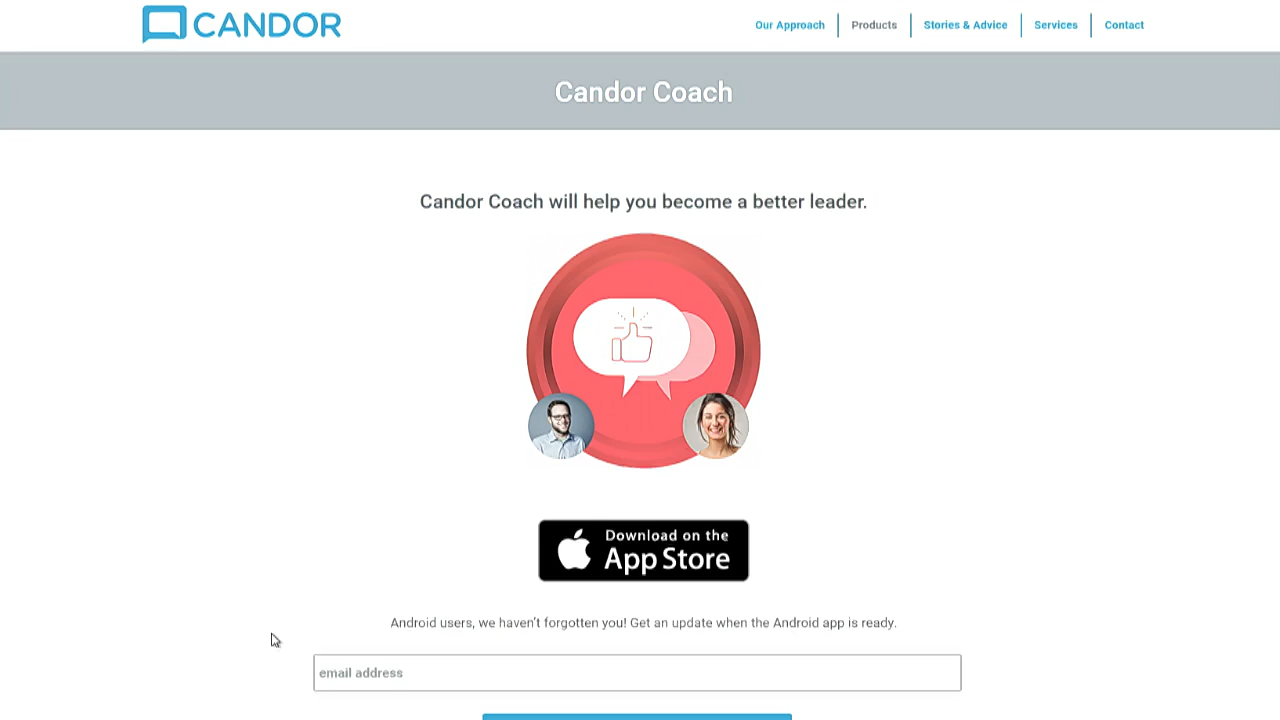 CANDOR
Our Approach
Products
Stories & Advice
Services
Contact
Candor Coach
Candor Coach will help you become a better leader.
Download on the
App Store
Android users, we haven't forgotten you! Get an update when the Android app is ready.
email address